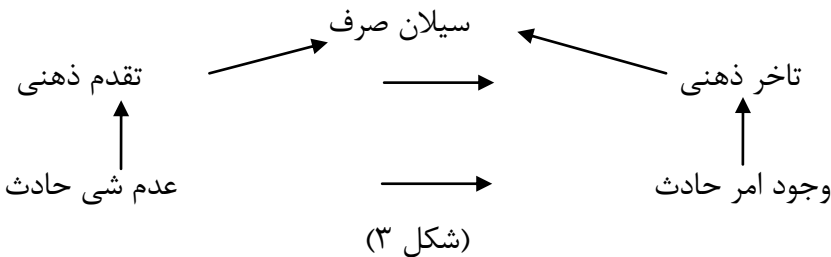 سیلان صرف
تاخر ذهنی تقدم ذهنی
وجود امر حادث عدم شی حادث
(شکل ۳)